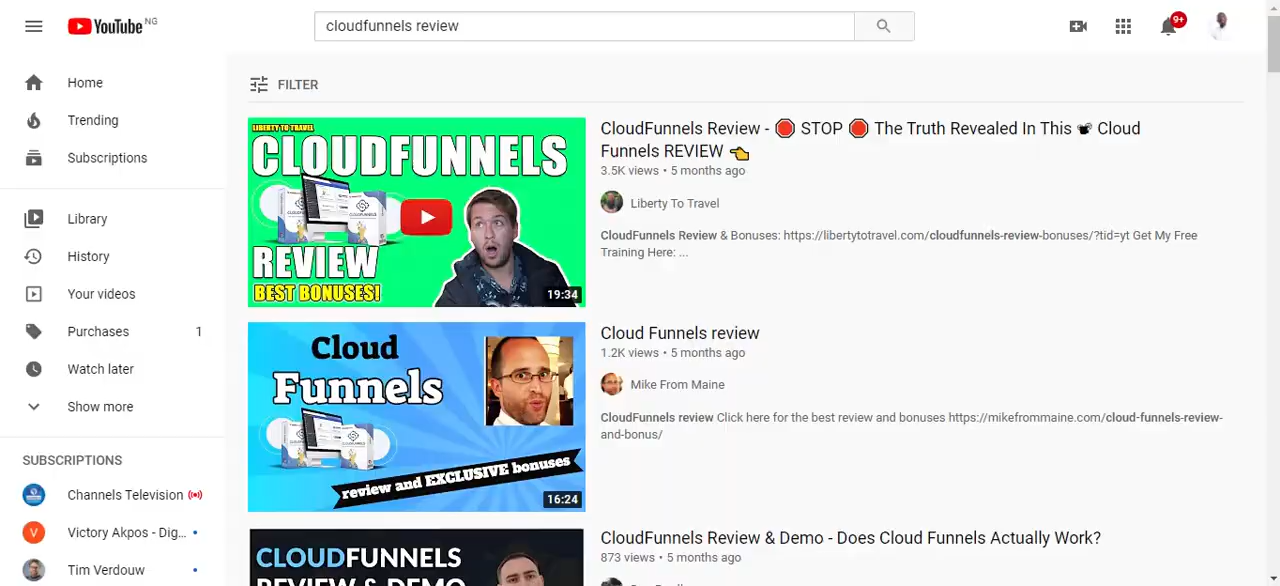 YouTube NG
cloudfunnels review
9+
Home
Trending
Subscriptions
Library
History
Your videos
Purchases 1
Watch later
Show more
SUBSCRIPTIONS
Channels Television
V Victory Akpos - Dig...
Tim Verdouw
FILTER
LIBERTY TO TRAVEL
CLOUDFUNNELS
REVIEW
BEST BONUSES!
19:34
CloudFunnels Review - 🛑 STOP 🛑 The Truth Revealed In This 📽 Cloud
Funnels REVIEW 👈
3.5K views • 5 months ago
Liberty To Travel
CloudFunnels Review & Bonuses: https://libertytotravel.com/cloudfunnels-review-bonuses/?tid=yt Get My Free
Training Here: ...
Cloud
Funnels
review and EXCLUSIVE bonuses
16:24
Cloud Funnels review
1.2K views • 5 months ago
Mike From Maine
CloudFunnels review Click here for the best review and bonuses https://mikefrommaine.com/cloud-funnels-review-
and-bonus/
CLOUDFUNNELS
REVIEW & DEMO
CloudFunnels Review & Demo - Does Cloud Funnels Actually Work?
873 views • 5 months ago